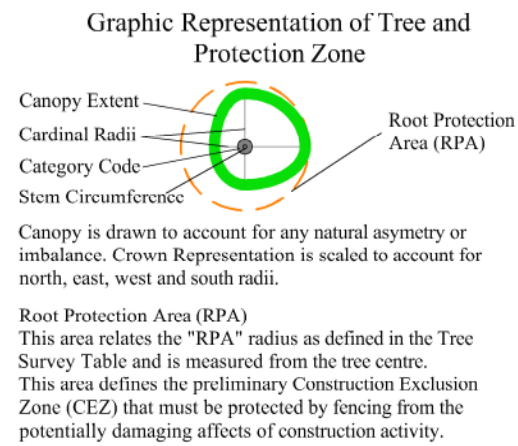 Graphic Representation of Tree and
Protection Zone
Canopy Extent
Cardinal Radii
Category Code
Stem Circumference
Root Protection
Area (RPA)
Canopy is drawn to account for any natural asymetry or
imbalance. Crown Representation is scaled to account for
north, east, west and south radii.
Root Protection Area (RPA)
This area relates the "RPA" radius as defined in the Tree
Survey Table and is measured from the tree centre.
This area defines the preliminary Construction Exclusion
Zone (CEZ) that must be protected by fencing from the
potentially damaging affects of construction activity.